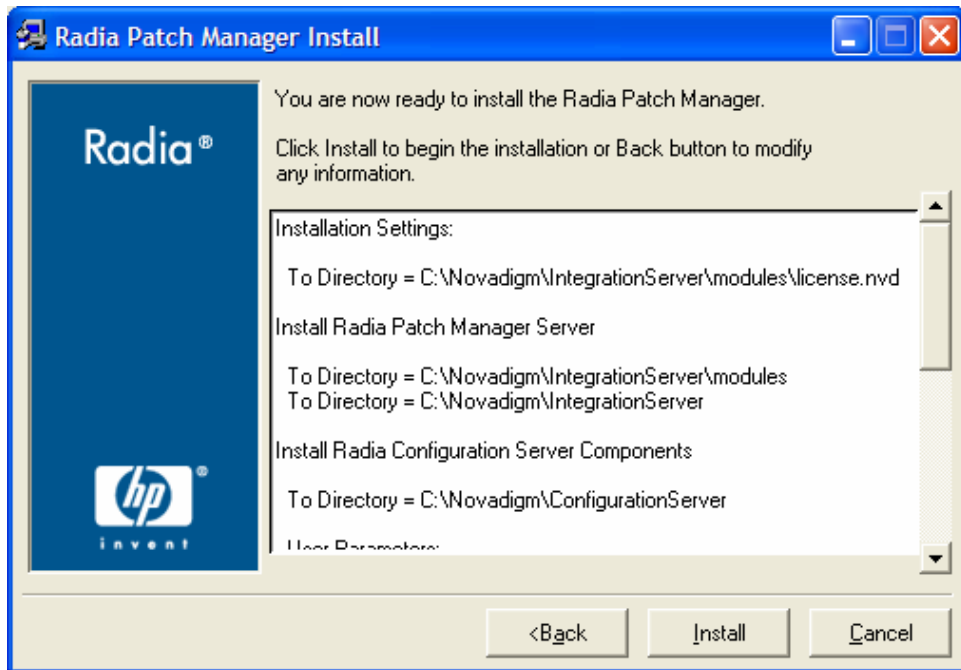 Radia Patch Manager Install
Radia®
hp®
invent
You are now ready to install the Radia Patch Manager.
Click Install to begin the installation or Back button to modify
any information.
Installation Settings:
To Directory = C:\Novadigm\IntegrationServer\modules\license.nvd
Install Radia Patch Manager Server
To Directory = C:\Novadigm\IntegrationServer\modules
To Directory = C:\Novadigm\IntegrationServer
Install Radia Configuration Server Components
To Directory = C:\Novadigm\ConfigurationServer
User Parameters:
<Back
Install
Cancel